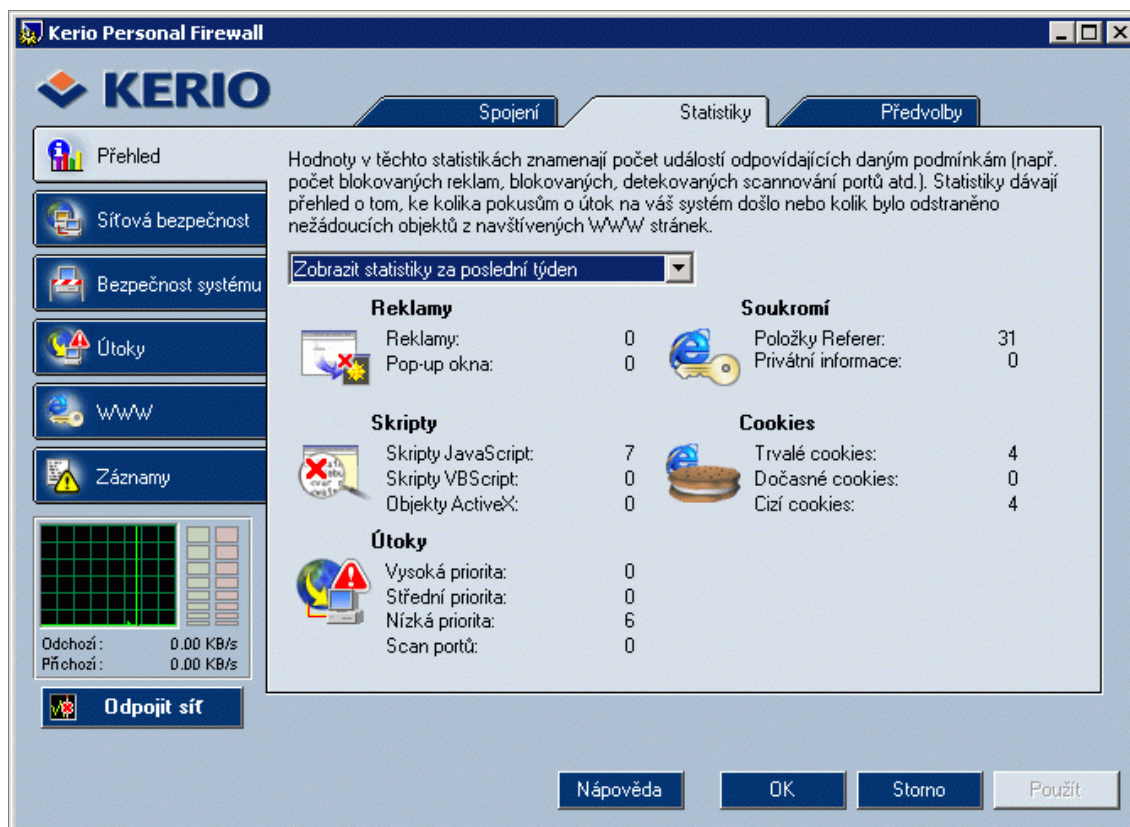 Kerio Personal Firewall
KERIO
Spojení
Statistiky
Předvolby
Přehled
Síťová bezpečnost
Bezpečnost systému
Útoky
WWW
Záznamy
Hodnoty v těchto statistikách znamenají počet událostí odpovídajících daným podmínkám (např.
počet blokovaných reklam, blokovaných, detekovaných scannování portů atd.). Statistiky dávají
přehled o tom, ke kolika pokusům o útok na váš systém došlo nebo kolik bylo odstraněno
nežádoucích objektů z navštívených WWW stránek.
Zobrazit statistiky za poslední týden
Reklamy
Reklamy: 0
Pop-up okna: 0
Soukromí
Položky Referer: 31
Privátní informace: 0
Skripty
Skripty JavaScript: 7
Skripty VBScript: 0
Objekty ActiveX: 0
Cookies
Trvalé cookies: 4
Dočasné cookies: 0
Cizí cookies: 4
Útoky
Vysoká priorita: 0
Střední priorita: 0
Nízká priorita: 6
Scan portů: 0
Odchozí: 0.00 KB/s
Příchozí: 0.00 KB/s
Odpojit síť
Nápověda
OK
Storno
Použít